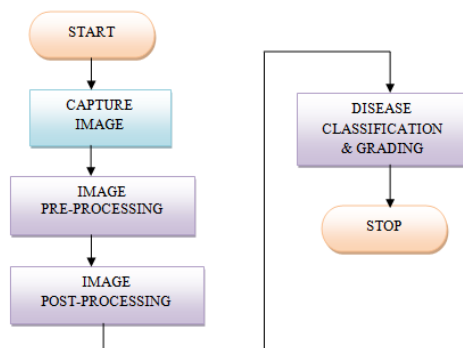 START
CAPTURE
IMAGE
IMAGE
PRE-PROCESSING
IMAGE
POST-PROCESSING
DISEASE
CLASSIFICATION
& GRADING
STOP